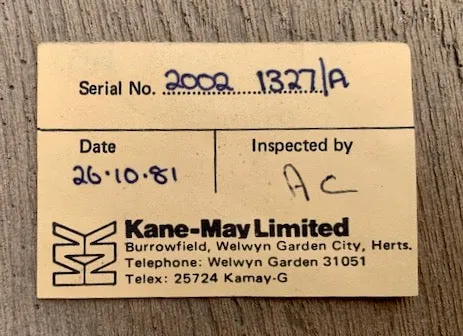 Serial No. 2002 1327/A
Date
26·10·81
Inspected by
AC
Kane-May Limited
Burrowfield, Welwyn Garden City, Herts.
Telephone: Welwyn Garden 31051
Telex: 25724 Kamay-G